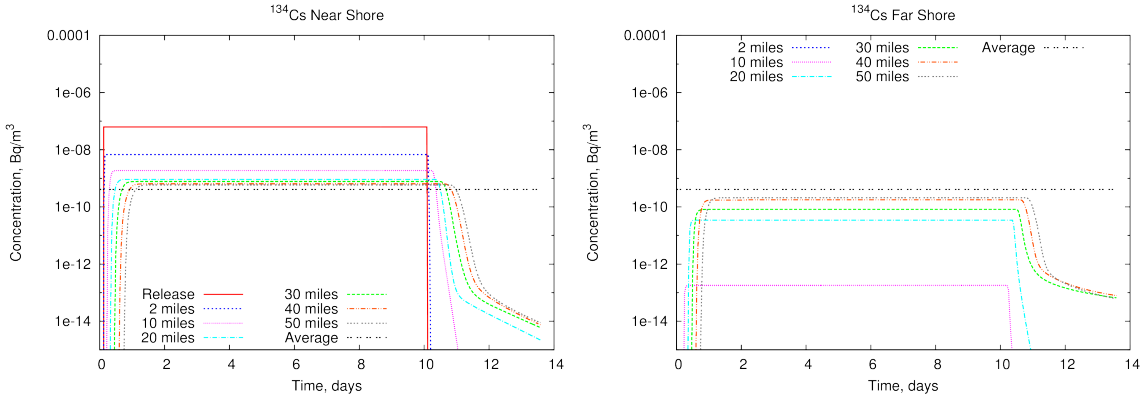 ¹³⁴Cs Near Shore
0.0001
1e-06
1e-08
1e-10
1e-12
1e-14
Concentration, Bq/m³
Release
2 miles
10 miles
20 miles
30 miles
40 miles
50 miles
Average
0 2 4 6 8 10 12 14
Time, days
¹³⁴Cs Far Shore
0.0001
1e-06
1e-08
1e-10
1e-12
1e-14
Concentration, Bq/m³
2 miles
10 miles
20 miles
30 miles
40 miles
50 miles
Average
0 2 4 6 8 10 12 14
Time, days